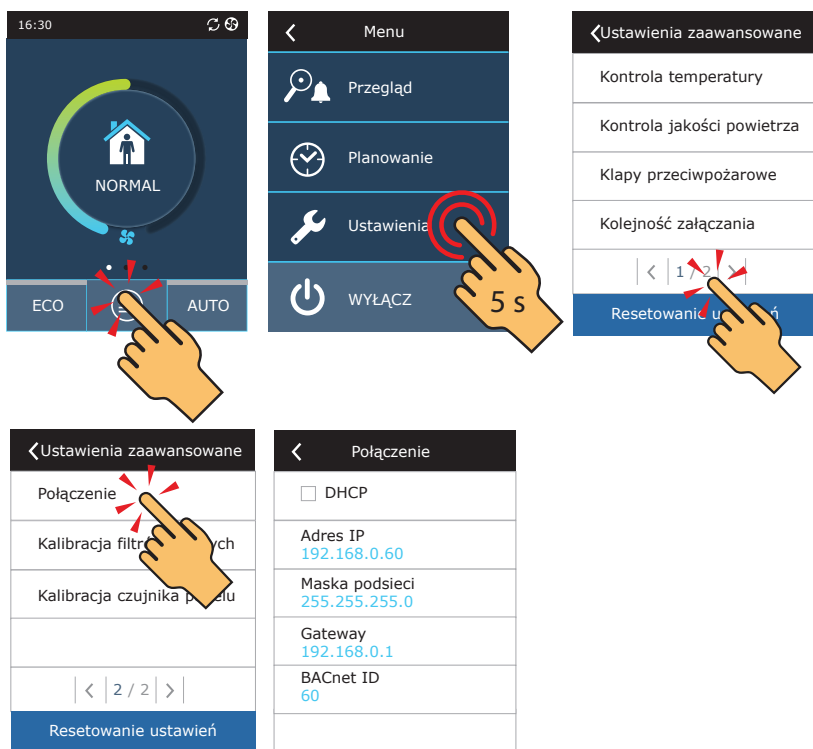 16:30
NORMAL
ECO
AUTO
Menu
Przegląd
Planowanie
Ustawienia
WYŁĄCZ
5 s
Ustawienia zaawansowane
Kontrola temperatury
Kontrola jakości powietrza
Klapy przeciwpożarowe
Kolejność załączania
1 / 2
Resetowanie
Ustawienia zaawansowane
Połączenie
Kalibracja
Kalibracja czujnika
2 / 2
Resetowanie ustawień
Połączenie
DHCP
Adres IP
192.168.0.60
Maska podsieci
255.255.255.0
Gateway
192.168.0.1
BACnet ID
60